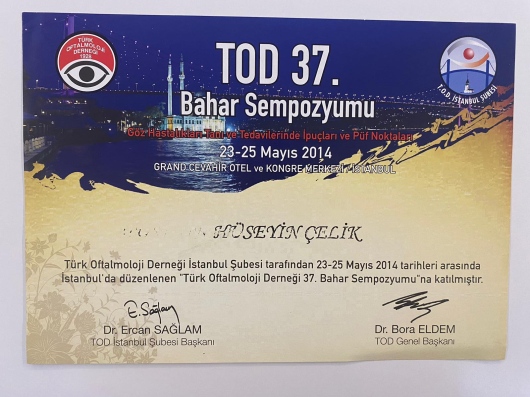 TÜRK OFTALMOLOJİ DERNEĞİ
1928
TOD 37.
Bahar Sempozyumu
Göz Hastalıkları Tanı ve Tedavilerinde İpuçları ve Püf Noktaları
23-25 Mayıs 2014
GRAND CEVAHİR OTEL ve KONGRE MERKEZİ - İSTANBUL
T.O.D. İSTANBUL ŞUBESİ
HÜSEYİN ÇELİK
Türk Oftalmoloji Derneği İstanbul Şubesi tarafından 23-25 Mayıs 2014 tarihleri arasında
İstanbul'da düzenlenen "Türk Oftalmoloji Derneği 37. Bahar Sempozyumu"na katılmıştır.
E. Sağlam
Dr. Ercan SAĞLAM
TOD İstanbul Şubesi Başkanı
Dr. Bora ELDEM
TOD Genel Başkanı